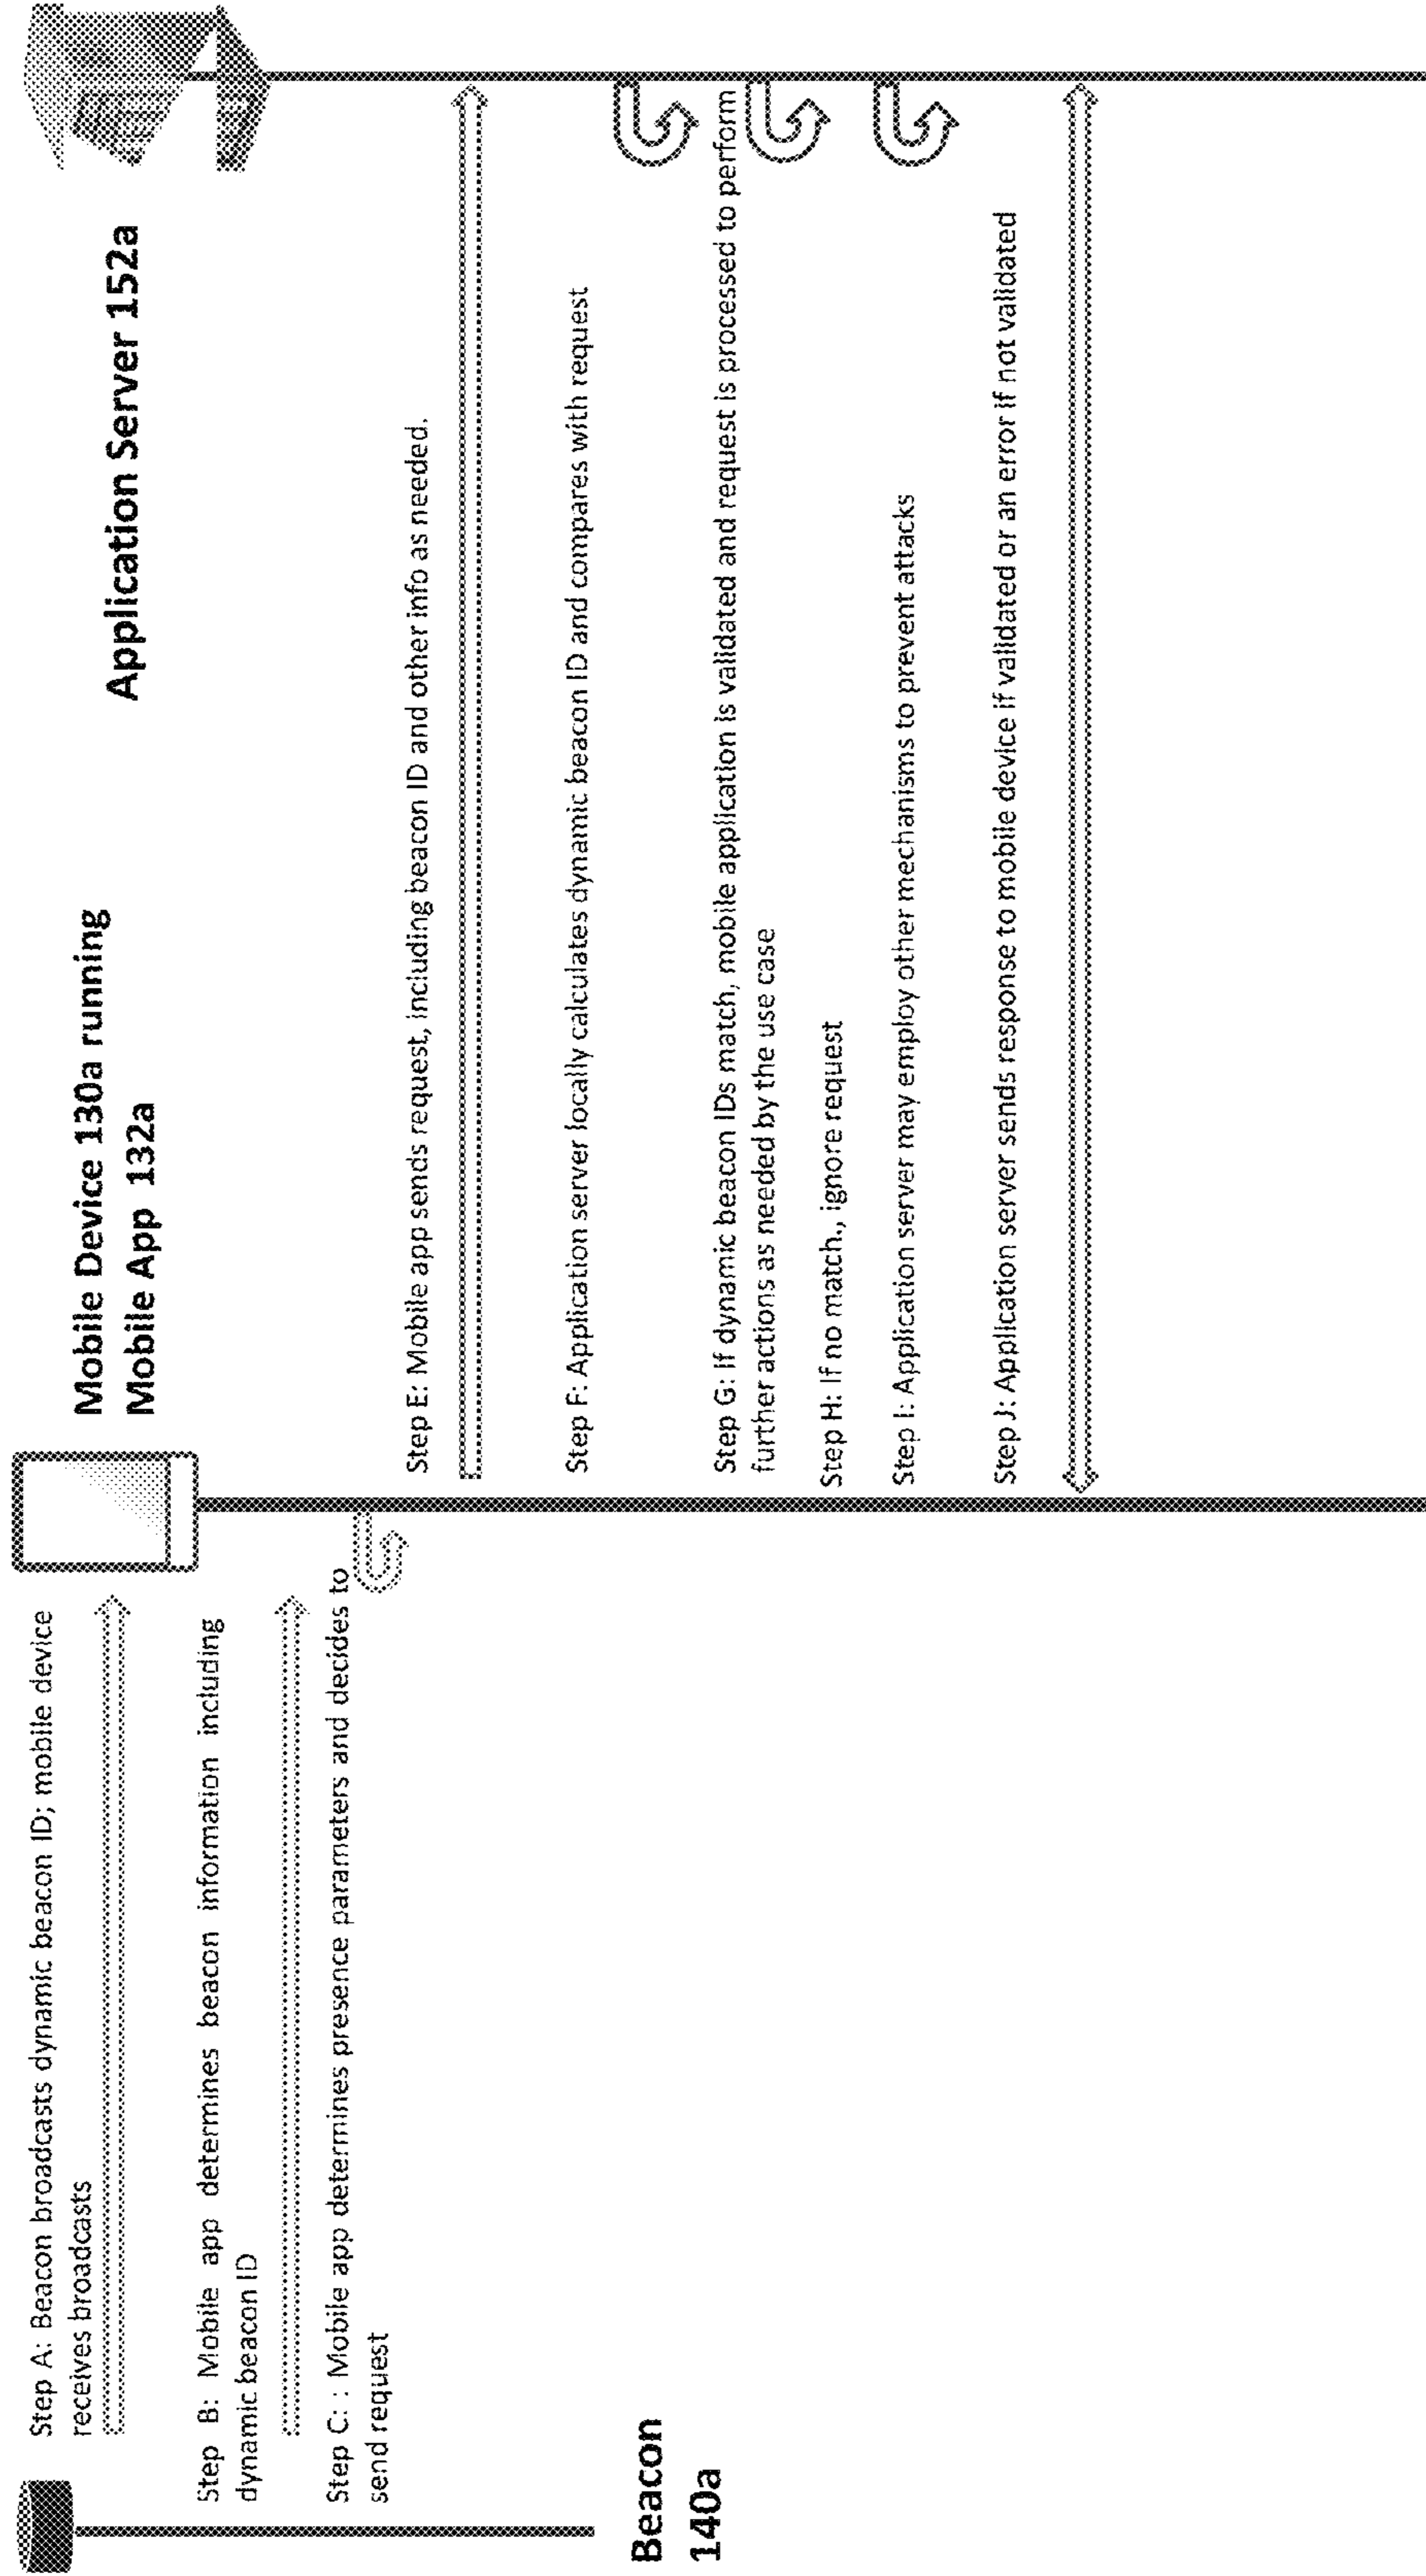 Step A: Beacon broadcasts dynamic beacon ID; mobile device
receives broadcasts
Step B: Mobile app determines beacon information including
dynamic beacon ID
Step C: : Mobile app determines presence parameters and decides to
send request
Beacon
140a
Mobile Device 130a running
Mobile App 132a
Application Server 152a
Step E: Mobile app sends request, including beacon ID and other info as needed.
Step F: Application server locally calculates dynamic beacon ID and compares with request
Step G: If dynamic beacon IDs match, mobile application is validated and request is processed to perform
further actions as needed by the use case
Step H: If no match., ignore request
Step I: Application server may employ other mechanisms to prevent attacks
Step J: Application server sends response to mobile device if validated or an error if not validated